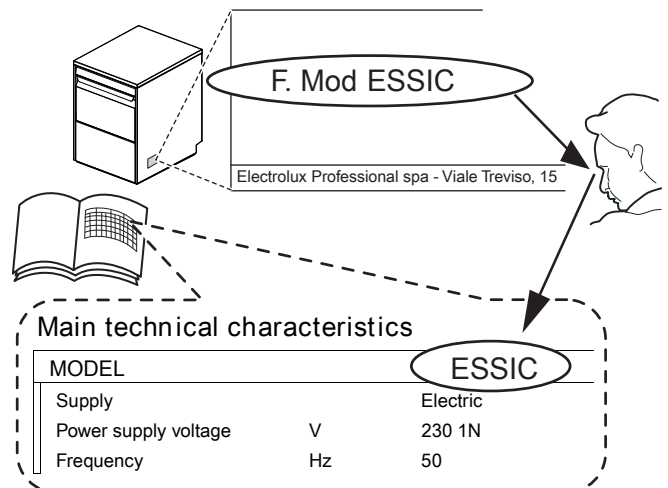 F. Mod ESSIC
Electrolux Professional spa - Viale Treviso, 15
Main technical characteristics
MODEL ESSIC
Supply Electric
Power supply voltage V 230 1N
Frequency Hz 50